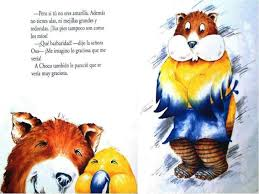 —Pero si tú no eres amarilla. Además
no tienes alas, ni mejillas grandes y
redondas. ¡Tus pies tampoco son como
los míos!
—¡Qué barbaridad! —dijo la señora
Osa—. ¡Me imagino lo graciosa que me
vería!
A Choco también le pareció que se
vería muy graciosa.